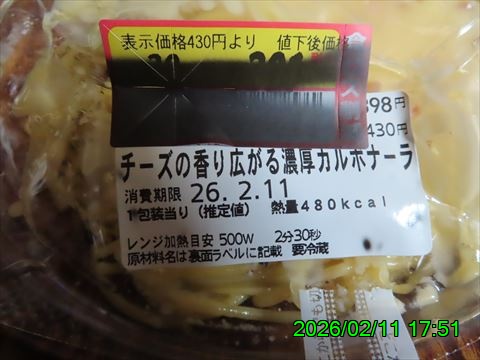 表示価格430円より 値下後価格
398円
430円
チーズの香り広がる濃厚カルボナーラ
消費期限 26.2.11
1包装当り(推定値) 熱量480kcal
レンジ加熱目安 500W 2分30秒
原材料名は裏面ラベルに記載 要冷蔵
2026/02/11 17:51